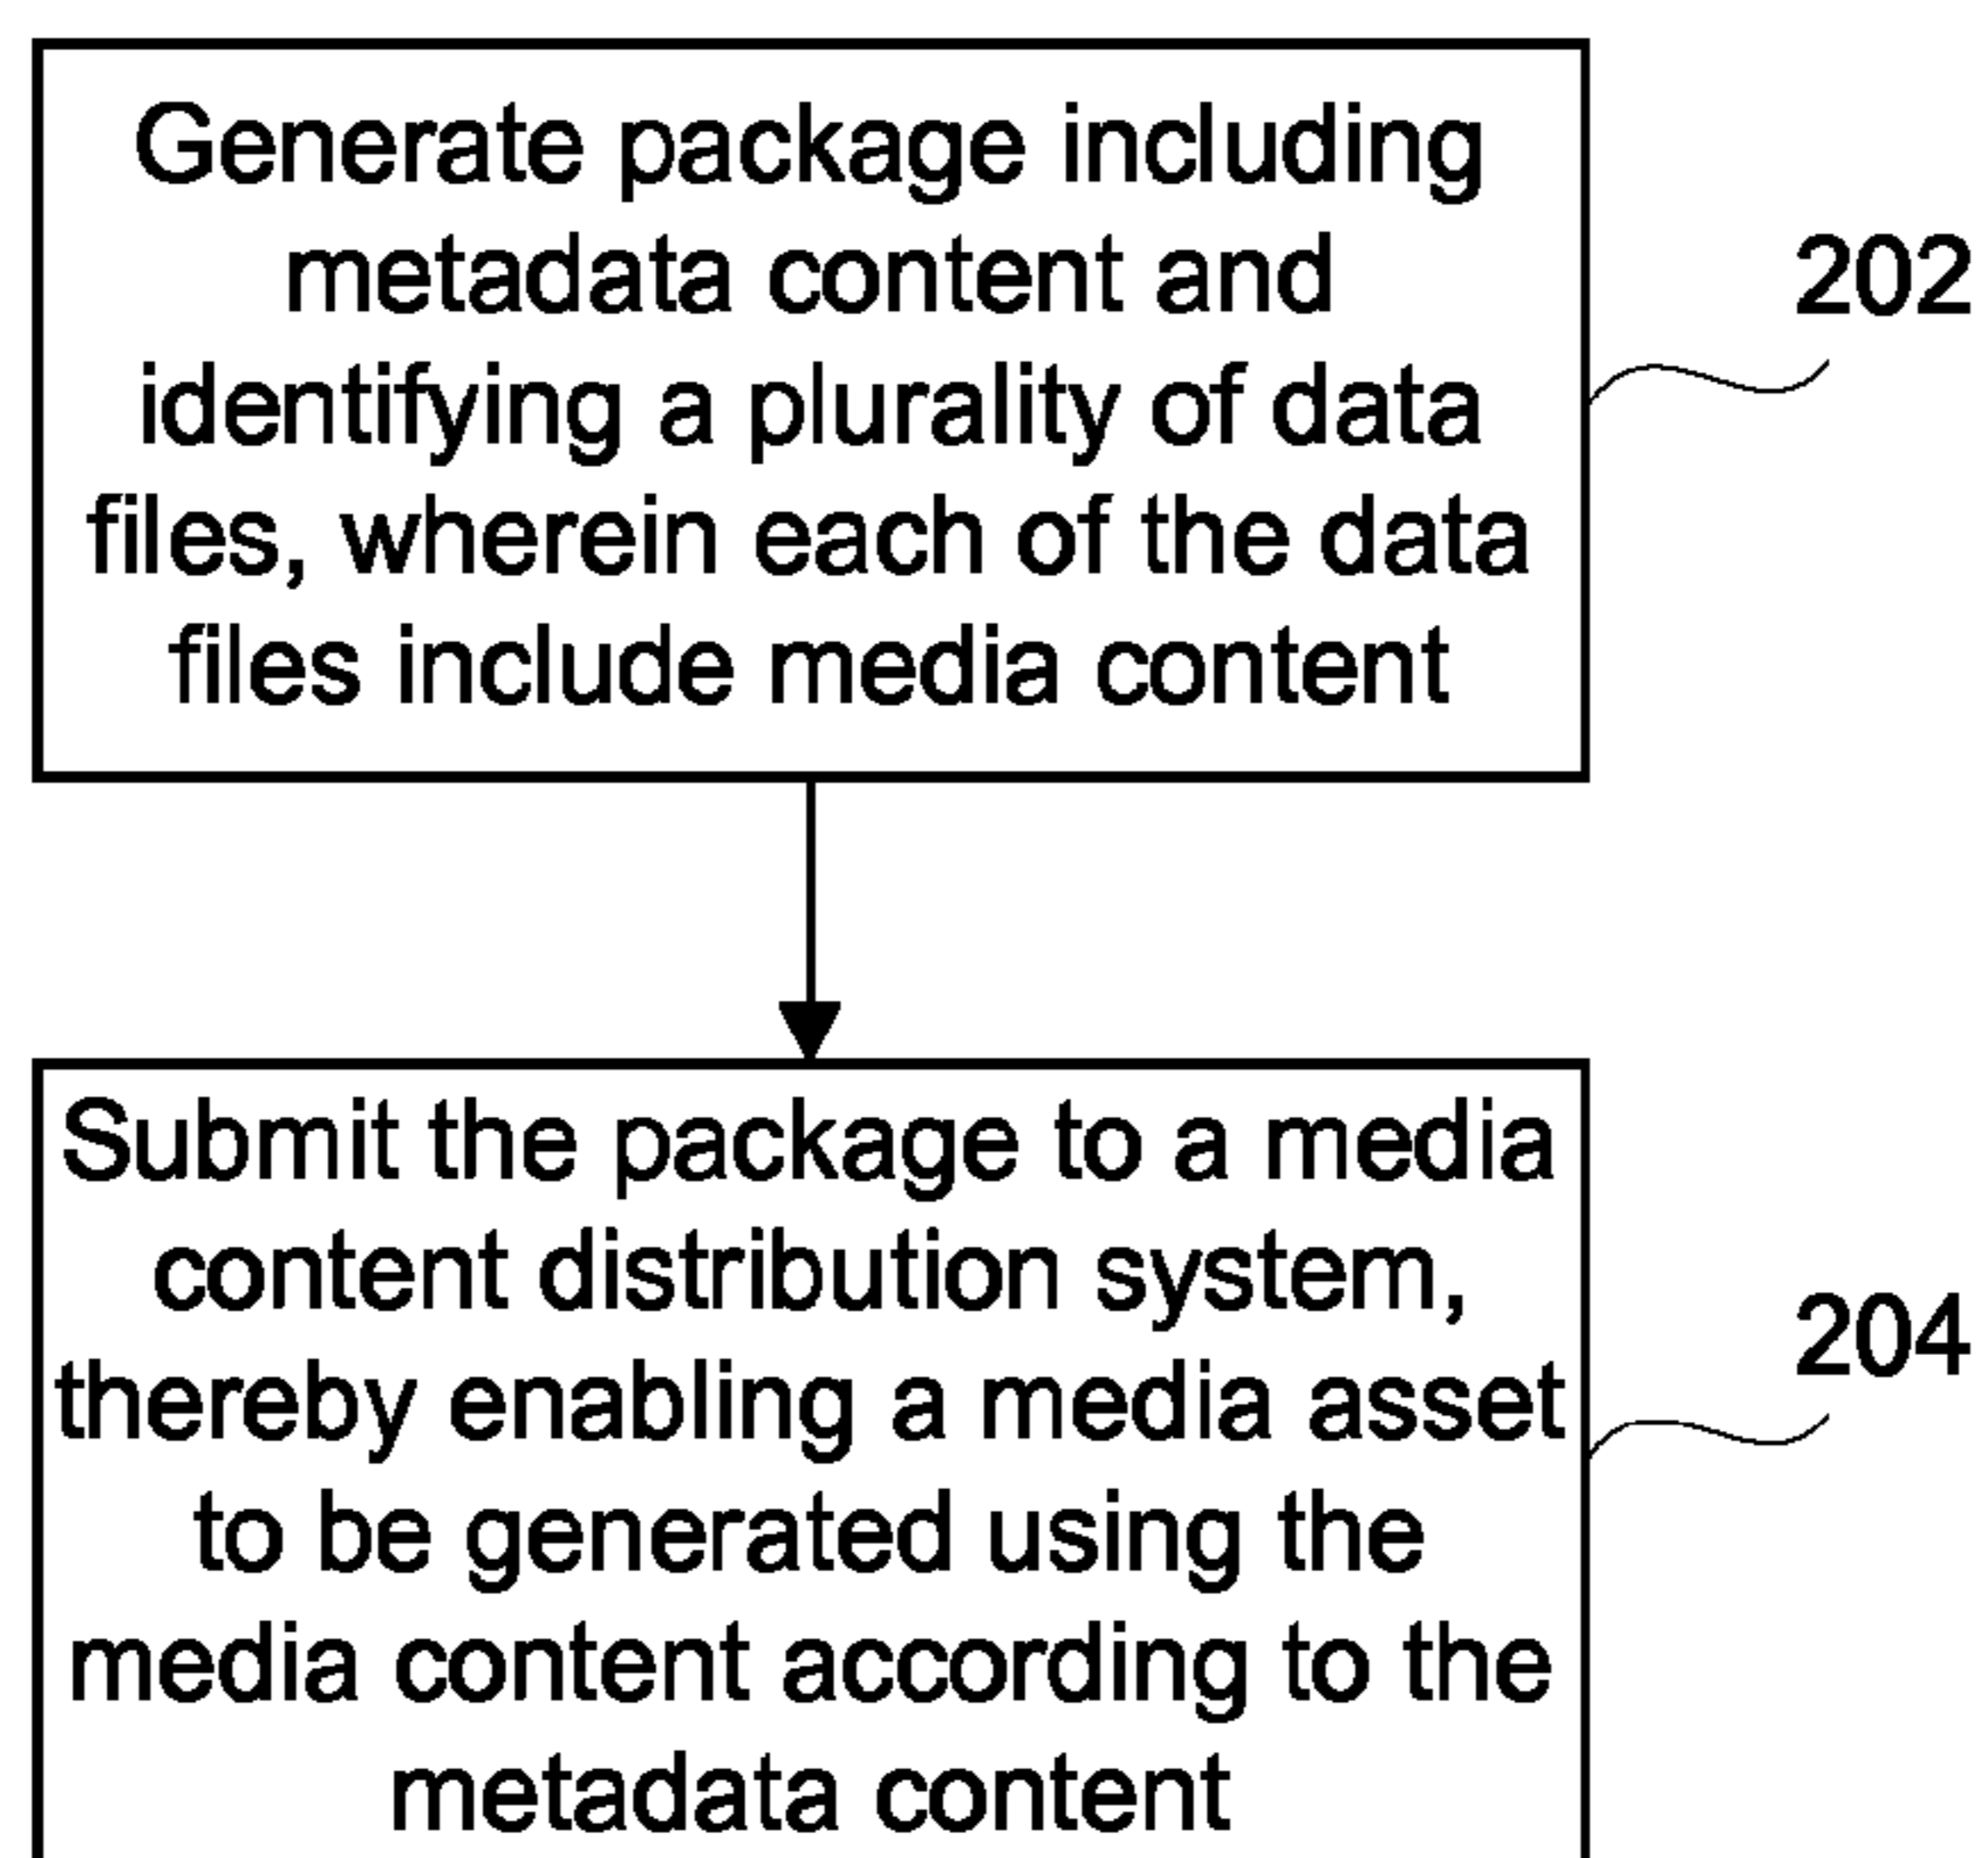 Generate package including
metadata content and
identifying a plurality of data
files, wherein each of the data
files include media content
202
Submit the package to a media
content distribution system,
thereby enabling a media asset
to be generated using the
media content according to the
metadata content
204